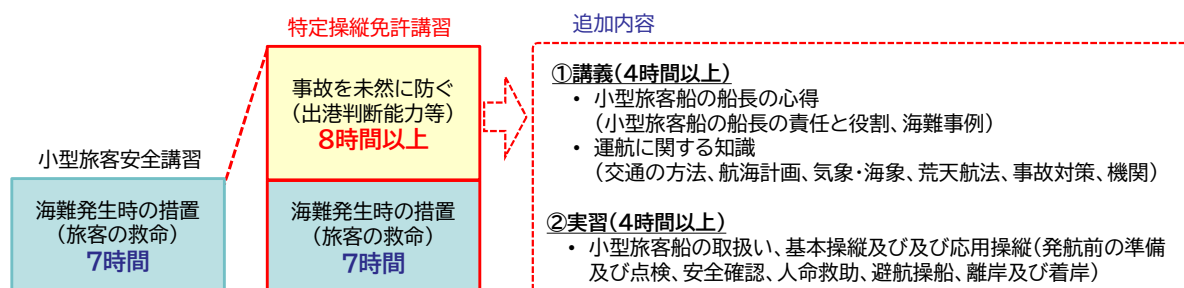 小型旅客安全講習
海難発生時の措置
(旅客の救命)
7時間
特定操縦免許講習
事故を未然に防ぐ
(出港判断能力等)
8時間以上
海難発生時の措置
(旅客の救命)
7時間
追加内容
①講義(4時間以上)
• 小型旅客船の船長の心得
(小型旅客船の船長の責任と役割、海難事例)
• 運航に関する知識
(交通の方法、航海計画、気象・海象、荒天航法、事故対策、機関)
②実習(4時間以上)
• 小型旅客船の取扱い、基本操縦及び及び応用操縦(発航前の準備
及び点検、安全確認、人命救助、避航操船、離岸及び着岸)